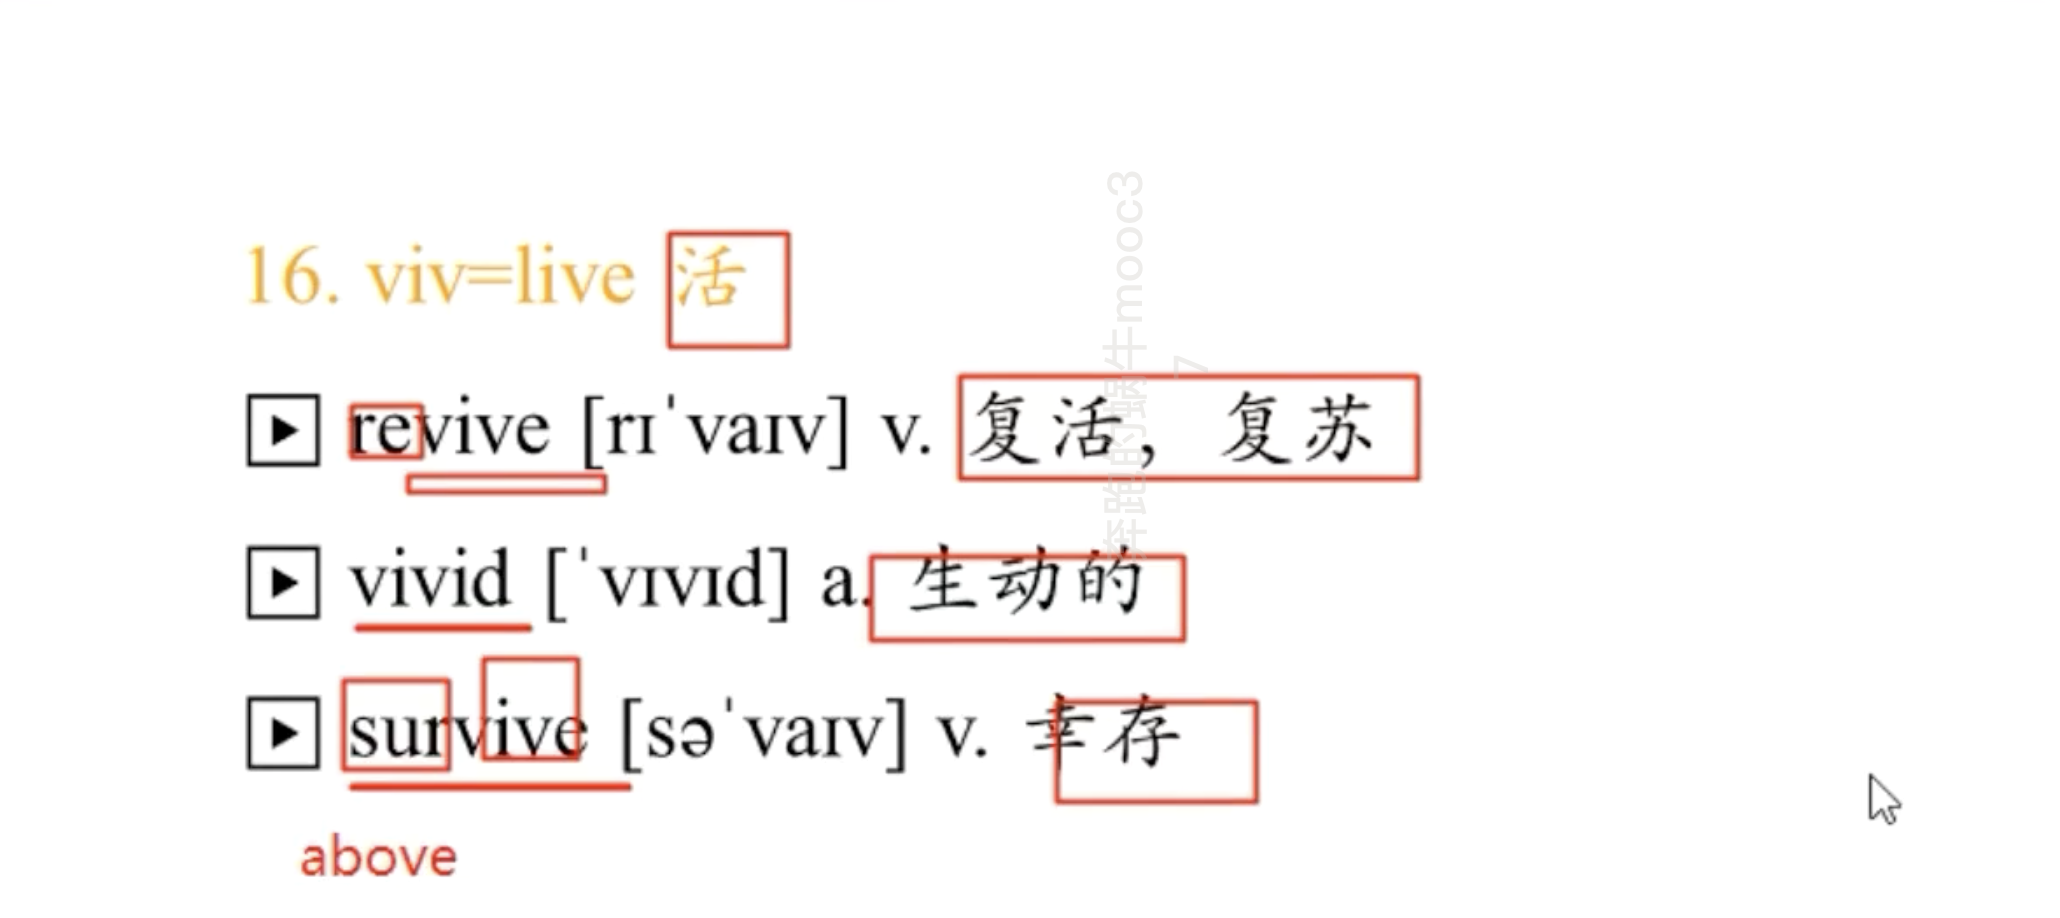 16. viv=live 活
revive [rɪˈvaɪv] v. 复活，复苏
vivid [ˈvɪvɪd] a. 生动的
survive [səˈvaɪv] v. 幸存
above
奔跑的蜗牛mooc3
7